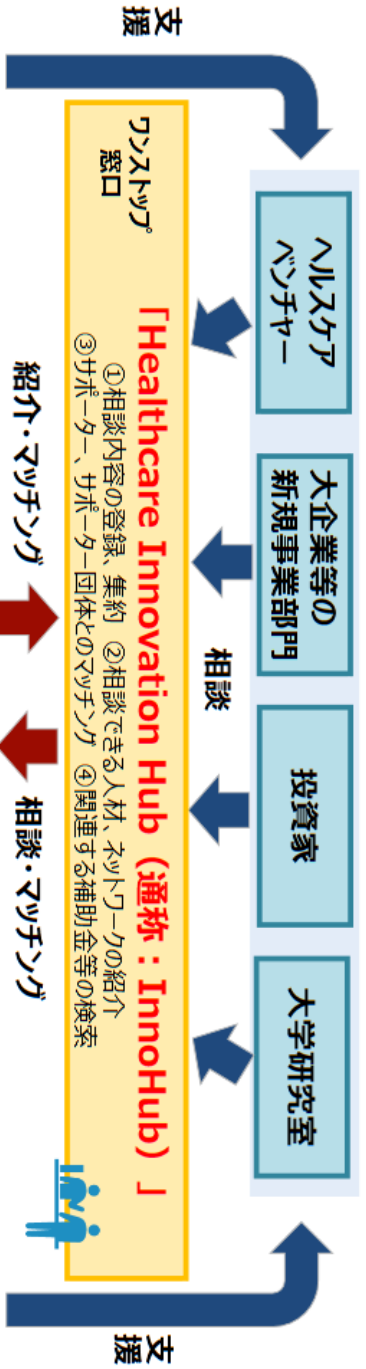 ヘルスケア
ベンチャー
大企業等の
新規事業部門
投資家
大学研究室
相談
支援
支援
ワンストップ
窓口
「Healthcare Innovation Hub（通称：InnoHub）」
①相談内容の登録、集約 ②相談できる人材、ネットワークの紹介
③サポーター、サポーター団体とのマッチング ④関連する補助金等の検索
紹介・マッチング
相談・マッチング